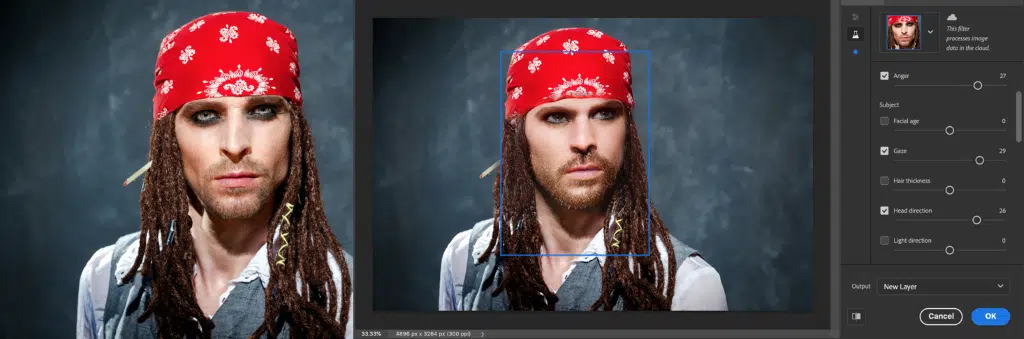 This filter
processes image
data in the cloud.
Anger 27
Subject
Facial age 0
Gaze 29
Hair thickness 0
Head direction 26
Light direction 0
Output New Layer
Cancel OK
33.33% 4896 px x 3264 px (300 ppi)